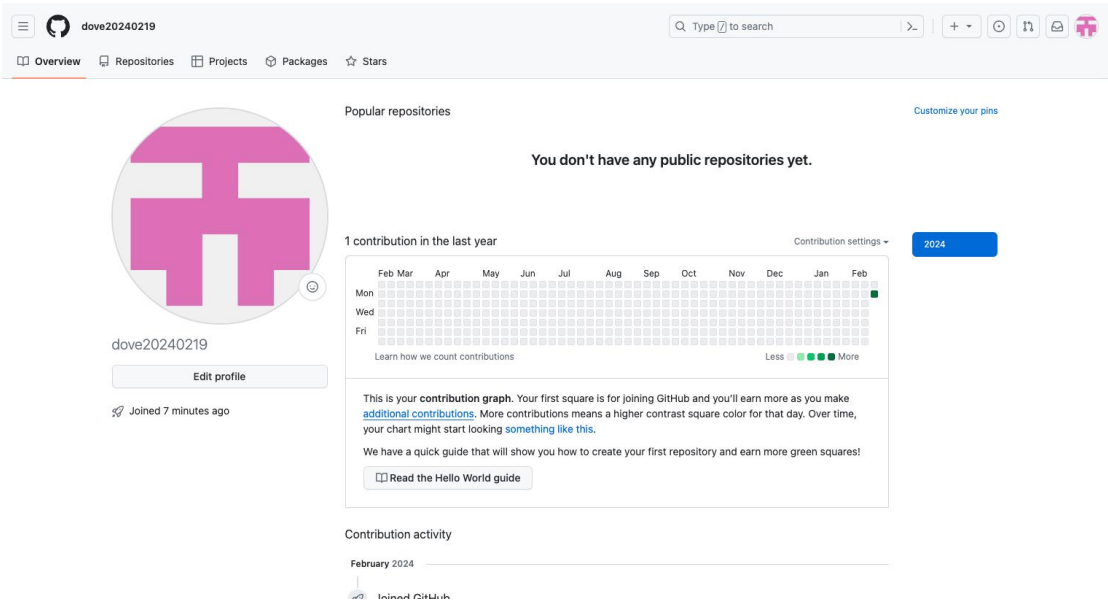 dove20240219
Type / to search
Overview
Repositories
Projects
Packages
Stars
Popular repositories
Customize your pins
You don't have any public repositories yet.
1 contribution in the last year
Contribution settings
2024
Feb Mar Apr May Jun Jul Aug Sep Oct Nov Dec Jan Feb
Mon
Wed
Fri
Learn how we count contributions
Less More
dove20240219
Edit profile
Joined 7 minutes ago
This is your contribution graph. Your first square is for joining GitHub and you'll earn more as you make
additional contributions. More contributions means a higher contrast square color for that day. Over time,
your chart might start looking something like this.
We have a quick guide that will show you how to create your first repository and earn more green squares!
Read the Hello World guide
Contribution activity
February 2024
Joined GitHub